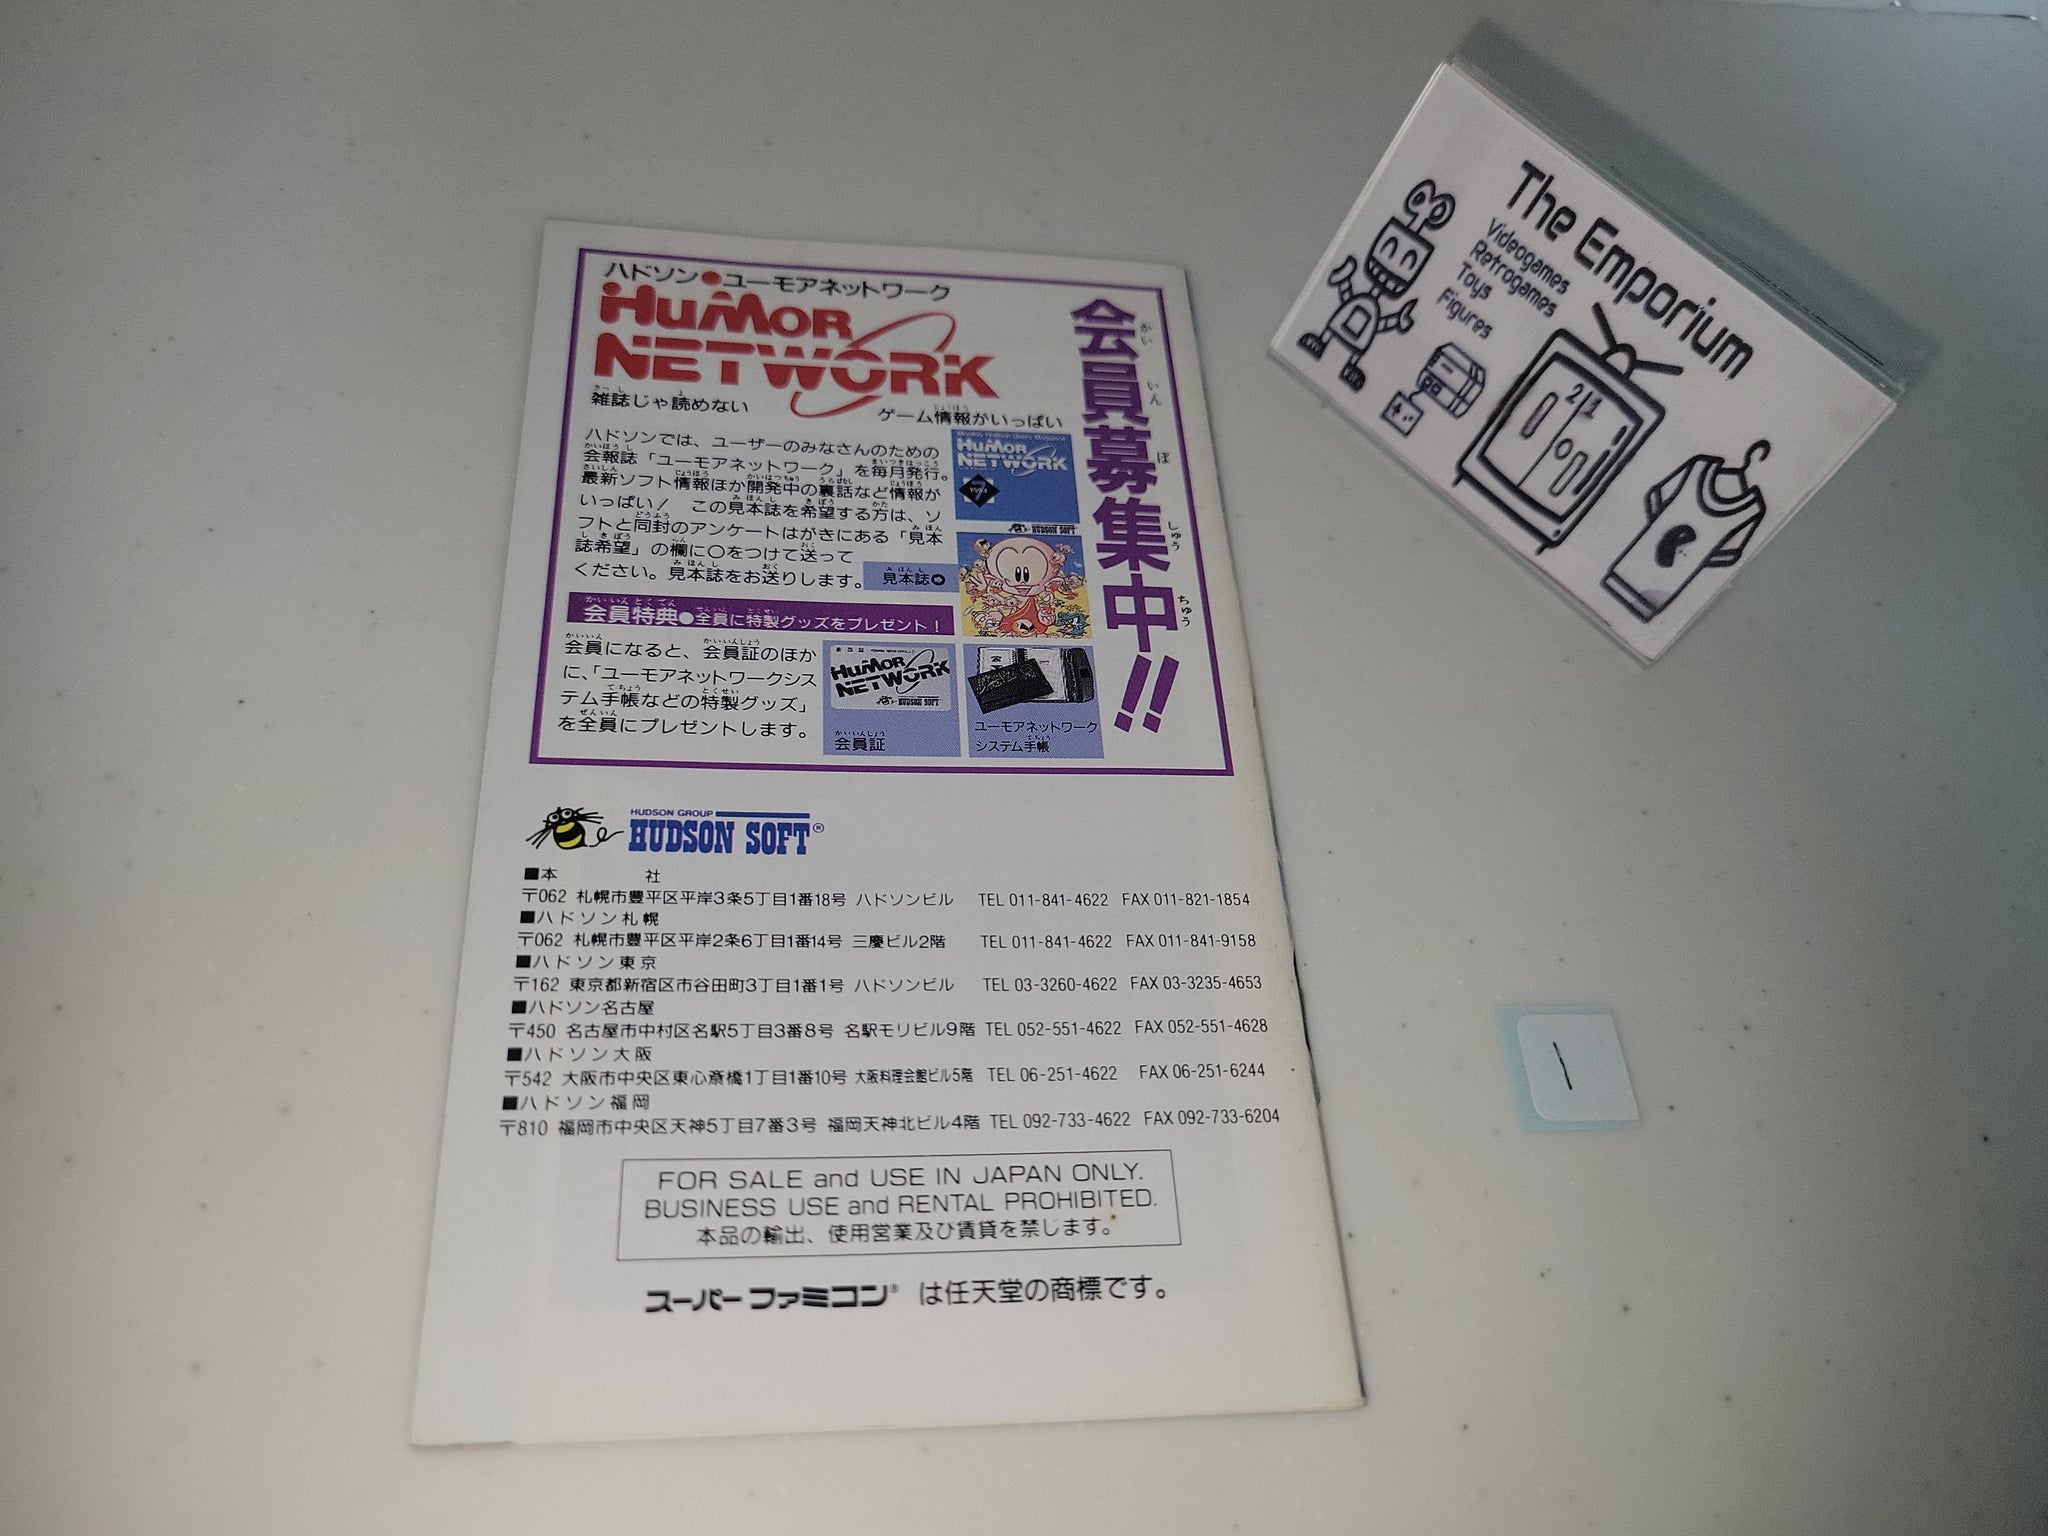 ハドソン●ユーモアネットワーク
HuMOR
NETWORK
雑誌じゃ読めない
ゲーム情報がいっぱい
会員募集中!!
かいいんぼしゅうちゅう
ハドソンでは、ユーザーのみなさんのための
会報誌「ユーモアネットワーク」を毎月発行。
最新ソフト情報ほか開発中の裏話など情報が
いっぱい! この見本誌を希望する方は、ソ
フトと同封のアンケートはがきにある「見本
誌希望」の欄に○をつけて送って
ください。見本誌をお送りします。
見本誌
HuMOR
NETWORK
HUDSON SOFT
会員特典●全員に特製グッズをプレゼント!
会員になると、会員証のほか
に、「ユーモアネットワークシス
テム手帳などの特製グッズ」
を全員にプレゼントします。
HuMOR
NETWORK
HUDSON SOFT
会員証
ユーモアネットワーク
システム手帳
HUDSON GROUP
HUDSON SOFT®
■本 社
〒062 札幌市豊平区平岸3条5丁目1番18号 ハドソンビル TEL 011-841-4622 FAX 011-821-1854
■ハドソン札幌
〒062 札幌市豊平区平岸2条6丁目1番14号 三慶ビル2階 TEL 011-841-4622 FAX 011-841-9158
■ハドソン東京
〒162 東京都新宿区市谷田町3丁目1番1号 ハドソンビル TEL 03-3260-4622 FAX 03-3235-4653
■ハドソン名古屋
〒450 名古屋市中村区名駅5丁目3番8号 名駅モリビル9階 TEL 052-551-4622 FAX 052-551-4628
■ハドソン大阪
〒542 大阪市中央区東心斎橋1丁目1番10号 大阪料理会館ビル5階 TEL 06-251-4622 FAX 06-251-6244
■ハドソン福岡
〒810 福岡市中央区天神5丁目7番3号 福岡天神北ビル4階 TEL 092-733-4622 FAX 092-733-6204
FOR SALE and USE IN JAPAN ONLY.
BUSINESS USE and RENTAL PROHIBITED.
本品の輸出、使用営業及び賃貸を禁じます。
スーパーファミコン® は任天堂の商標です。
The Emporium
Videogames
Retrogames
Toys
Figures
21